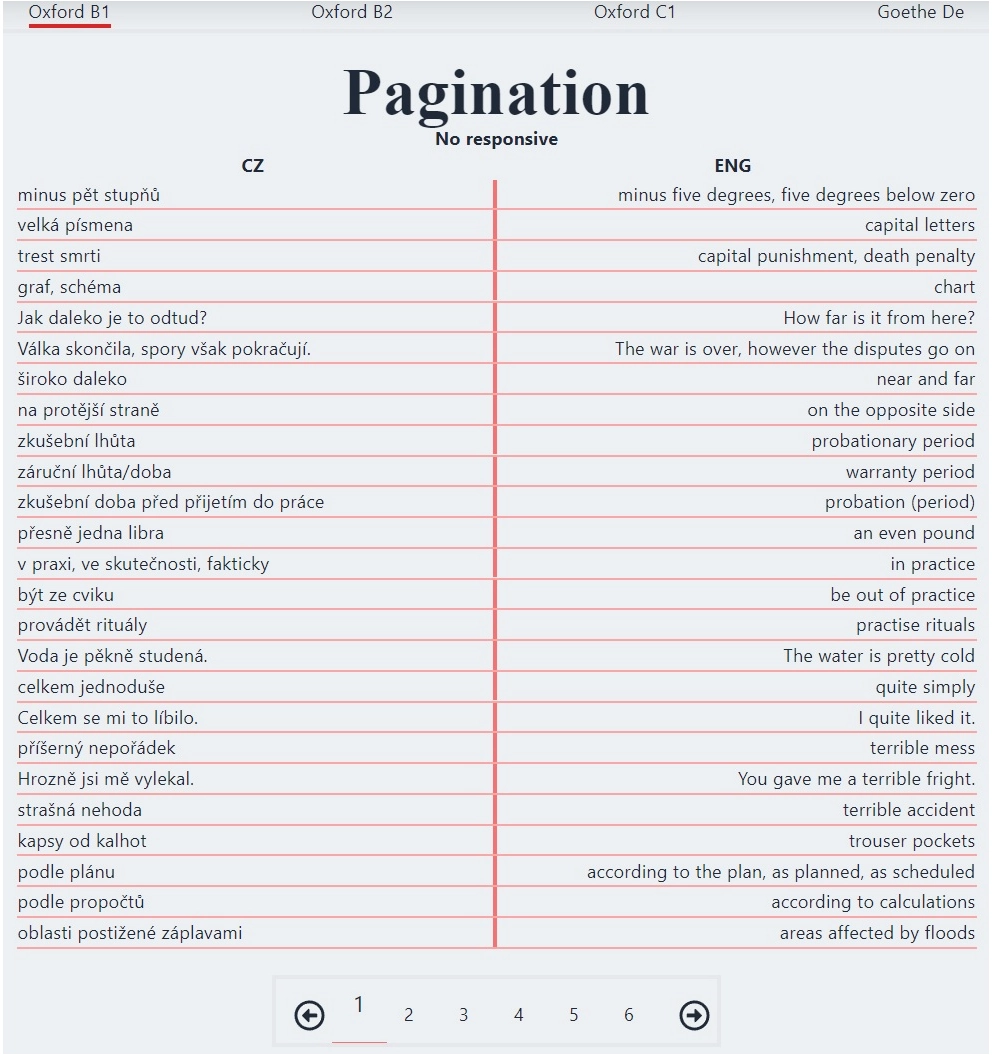 Oxford B1 Oxford B2 Oxford C1 Goethe De
Pagination
No responsive
CZ ENG
minus pět stupňů minus five degrees, five degrees below zero
velká písmena capital letters
trest smrti capital punishment, death penalty
graf, schéma chart
Jak daleko je to odtud? How far is it from here?
Válka skončila, spory však pokračují. The war is over, however the disputes go on
široko daleko near and far
na protější straně on the opposite side
zkušební lhůta probationary period
záruční lhůta/doba warranty period
zkušební doba před přijetím do práce probation (period)
přesně jedna libra an even pound
v praxi, ve skutečnosti, fakticky in practice
být ze cviku be out of practice
provádět rituály practise rituals
Voda je pěkně studená. The water is pretty cold
celkem jednoduše quite simply
Celkem se mi to líbilo. I quite liked it.
příšerný nepořádek terrible mess
Hrozně jsi mě vylekal. You gave me a terrible fright.
strašná nehoda terrible accident
kapsy od kalhot trouser pockets
podle plánu according to the plan, as planned, as scheduled
podle propočtů according to calculations
oblasti postižené záplavami areas affected by floods
1 2 3 4 5 6